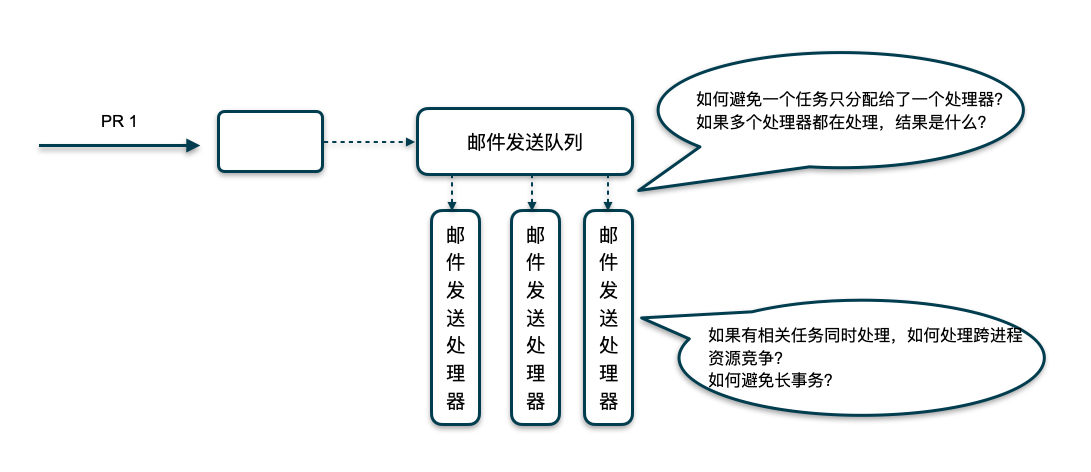 PR 1
邮件发送队列
如何避免一个任务只分配给了一个处理器？
如果多个处理器都在处理，结果是什么？
邮件发送处理器
邮件发送处理器
邮件发送处理器
如果有相关任务同时处理，如何处理跨进程
资源竞争？
如何避免长事务？